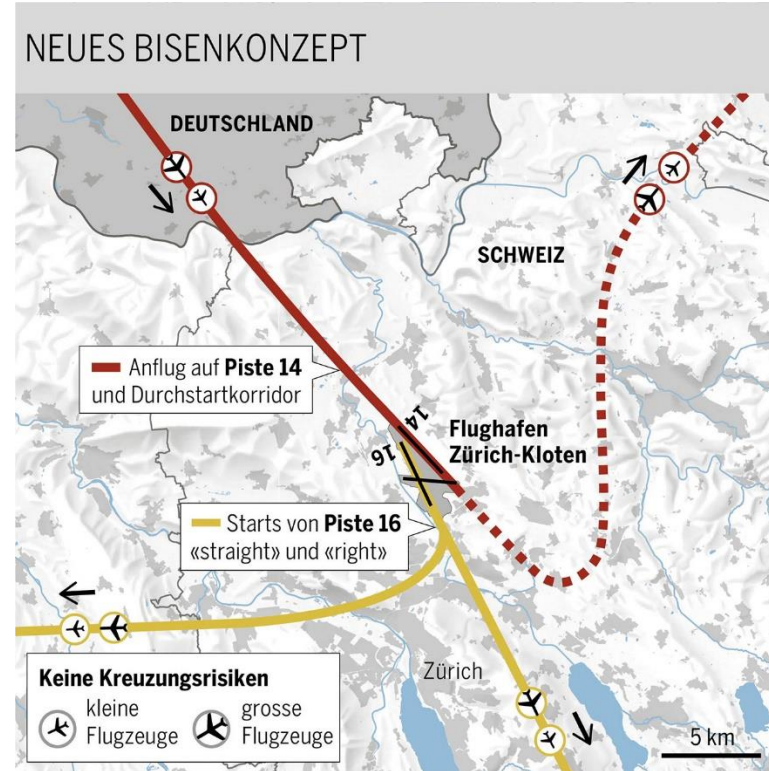 NEUES BISENKONZEPT
DEUTSCHLAND
SCHWEIZ
Anflug auf Piste 14
und Durchstartkorridor
14
16
Flughafen
Zürich-Kloten
Starts von Piste 16
«straight» und «right»
Zürich
Keine Kreuzungsrisiken
kleine
Flugzeuge
grosse
Flugzeuge
5 km